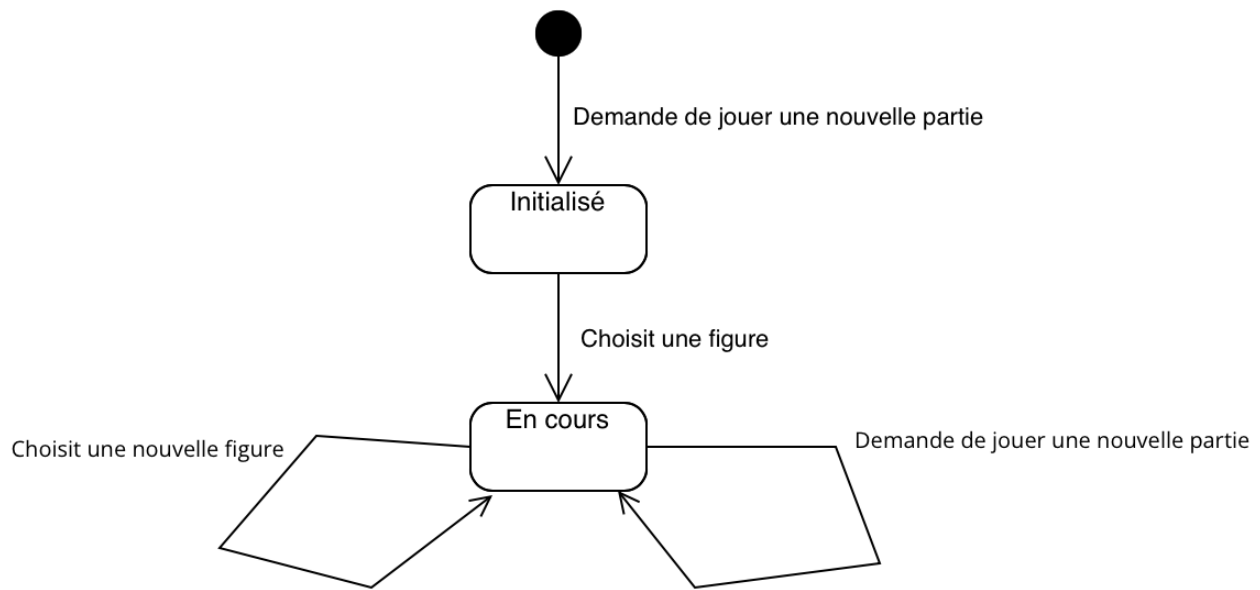 Demande de jouer une nouvelle partie
Initialisé
Choisit une figure
En cours
Choisit une nouvelle figure
Demande de jouer une nouvelle partie